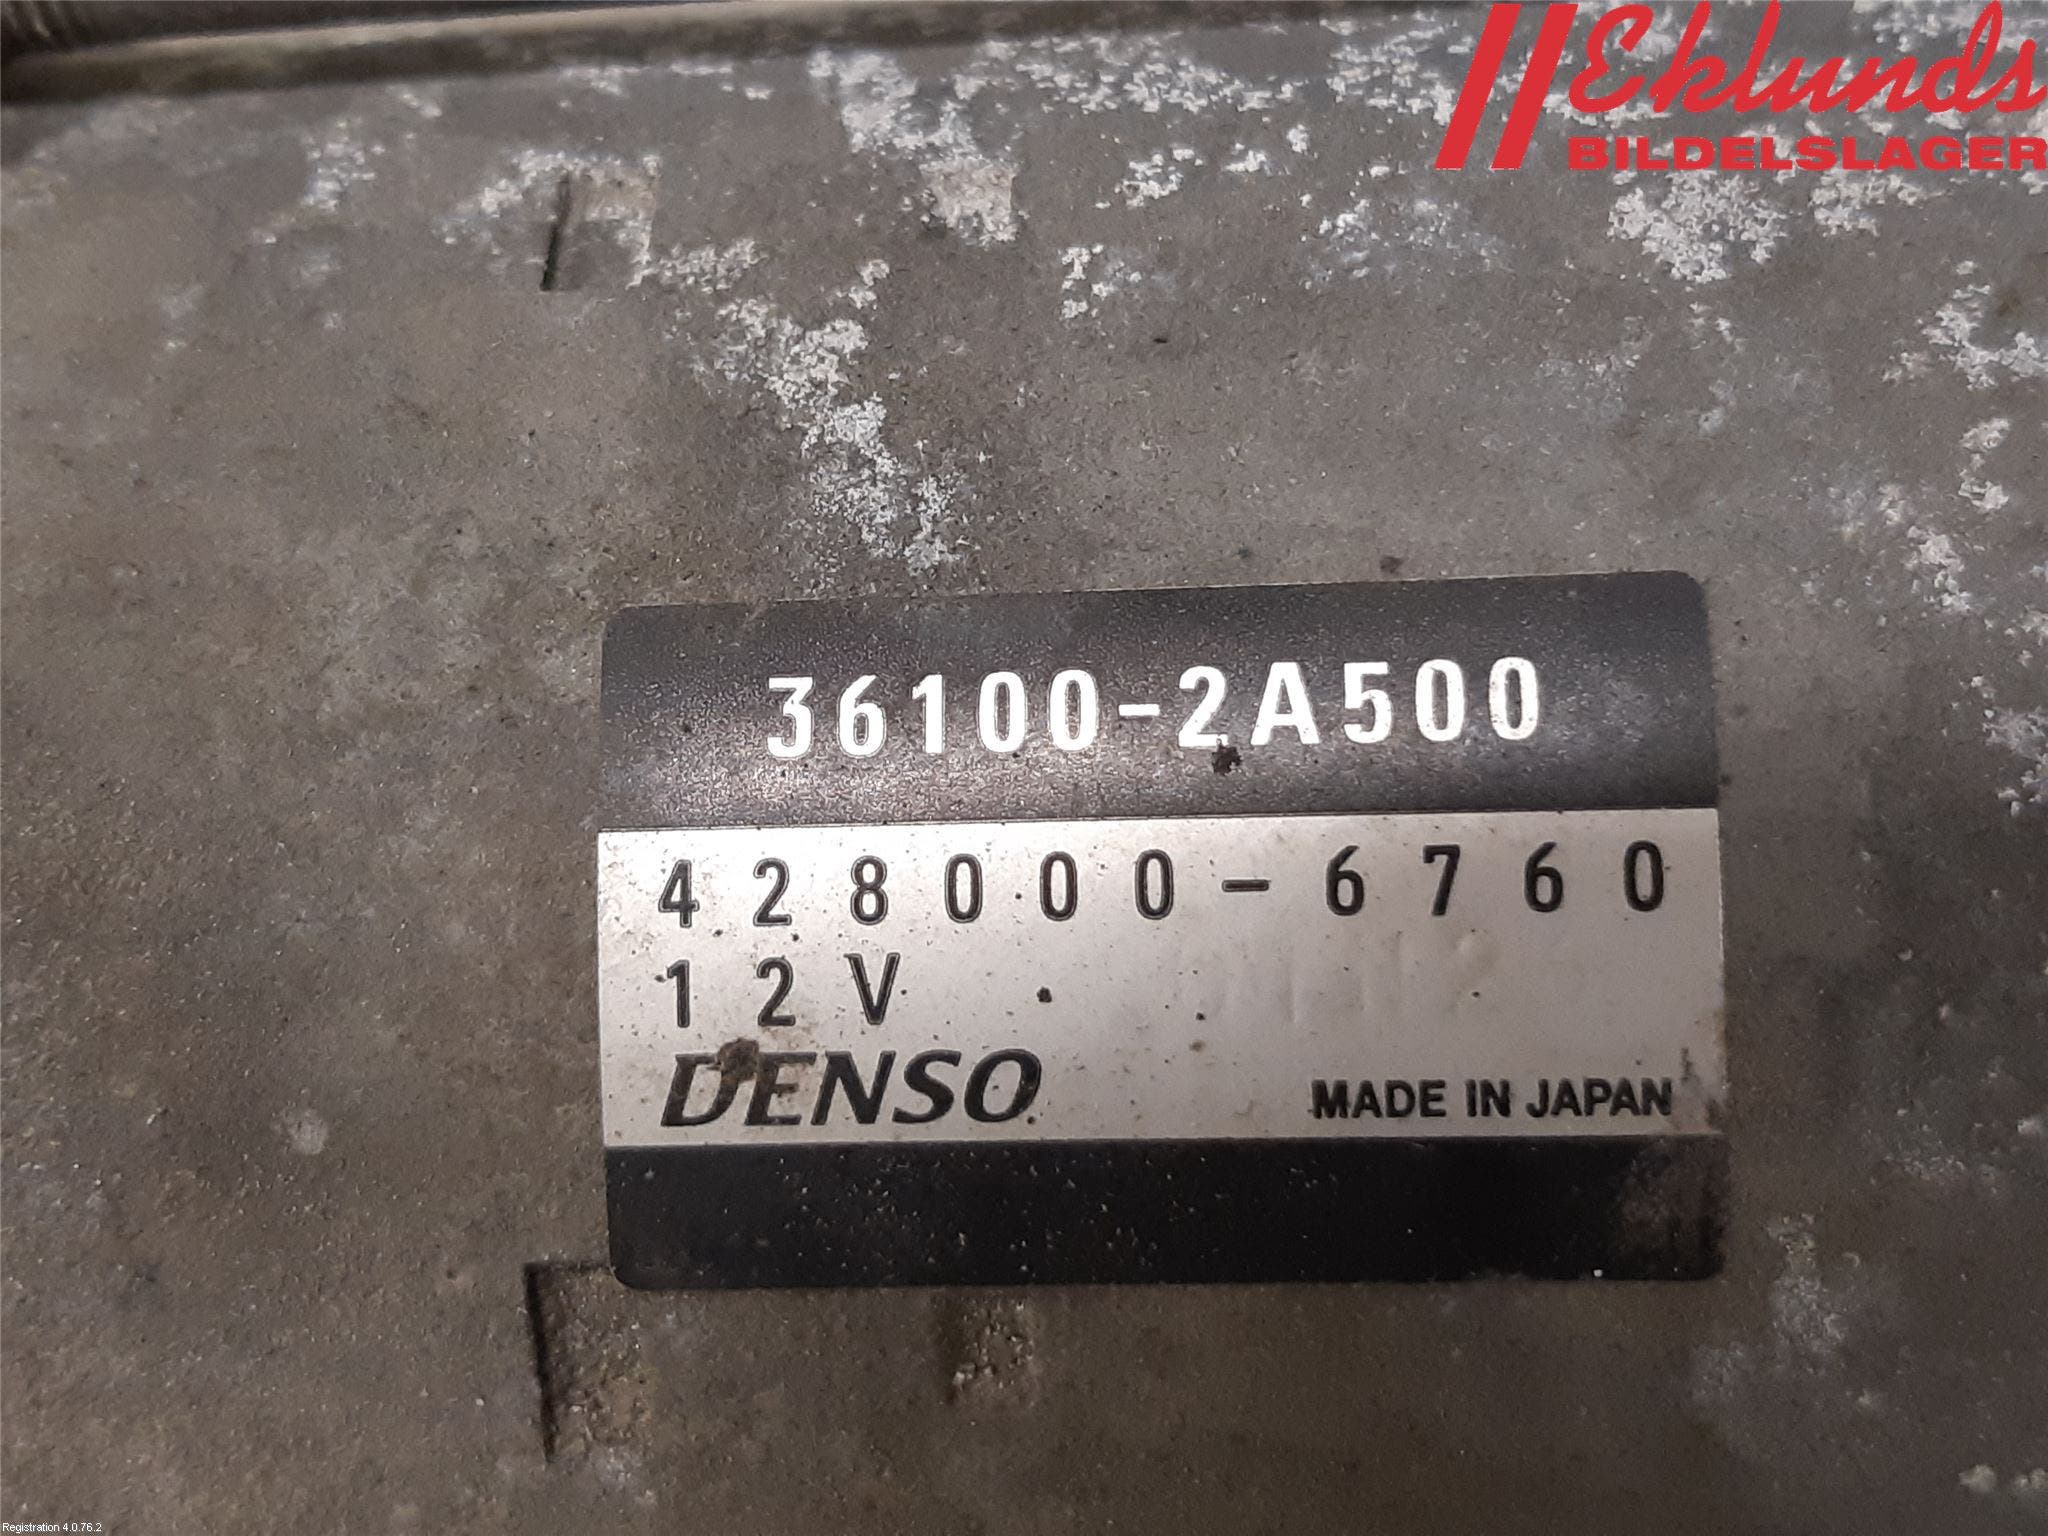 Eklunds
BILDELSLAGER
36100-2A500
428000-6760
12V
DENSO
MADE IN JAPAN
Registration 4.0.76.2